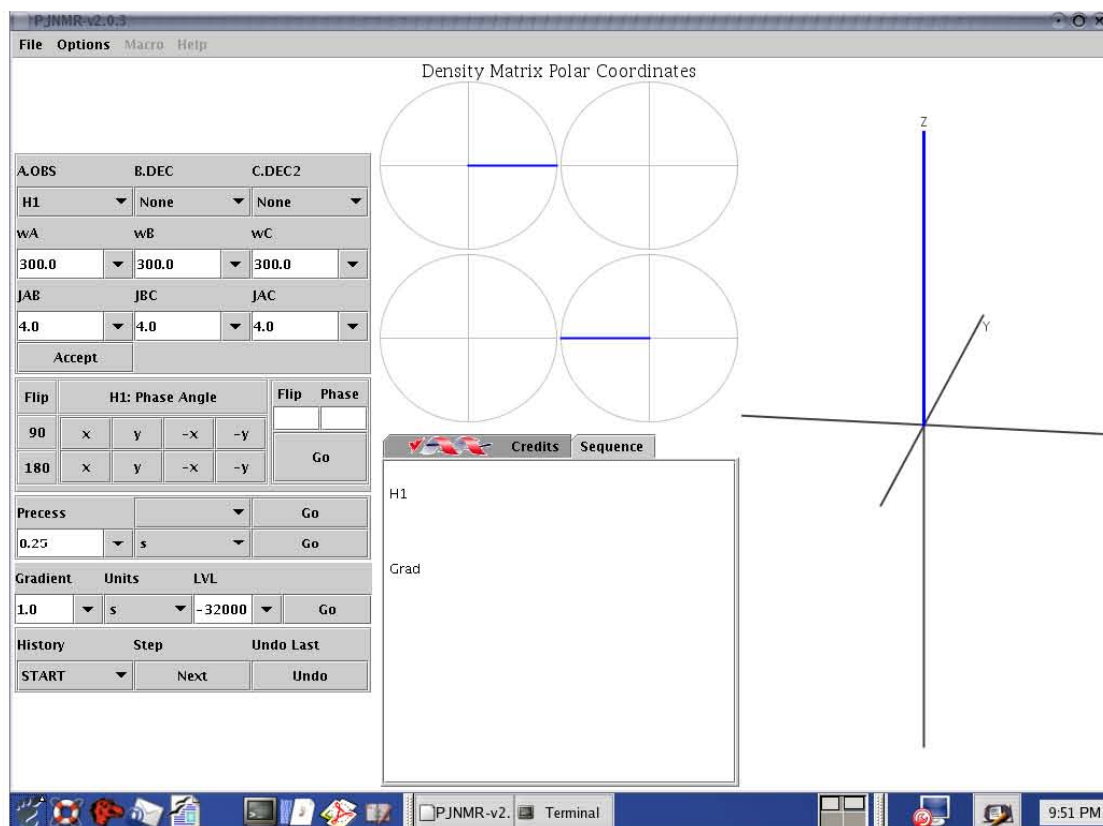 PJNMR-v2.0.3
File Options Macro Help
Density Matrix Polar Coordinates
Z
Y
A.OBS B.DEC C.DEC2
H1 None None
wA wB wC
300.0 300.0 300.0
JAB JBC JAC
4.0 4.0 4.0
Accept
Flip H1: Phase Angle Flip Phase
90 x y -x -y
180 x y -x -y
Go
Precess Go
0.25 s Go
Gradient Units LVL
1.0 s -32000 Go
History Step Undo Last
START Next Undo
Credits Sequence
H1
Grad
PJNMR-v2. Terminal 9:51 PM